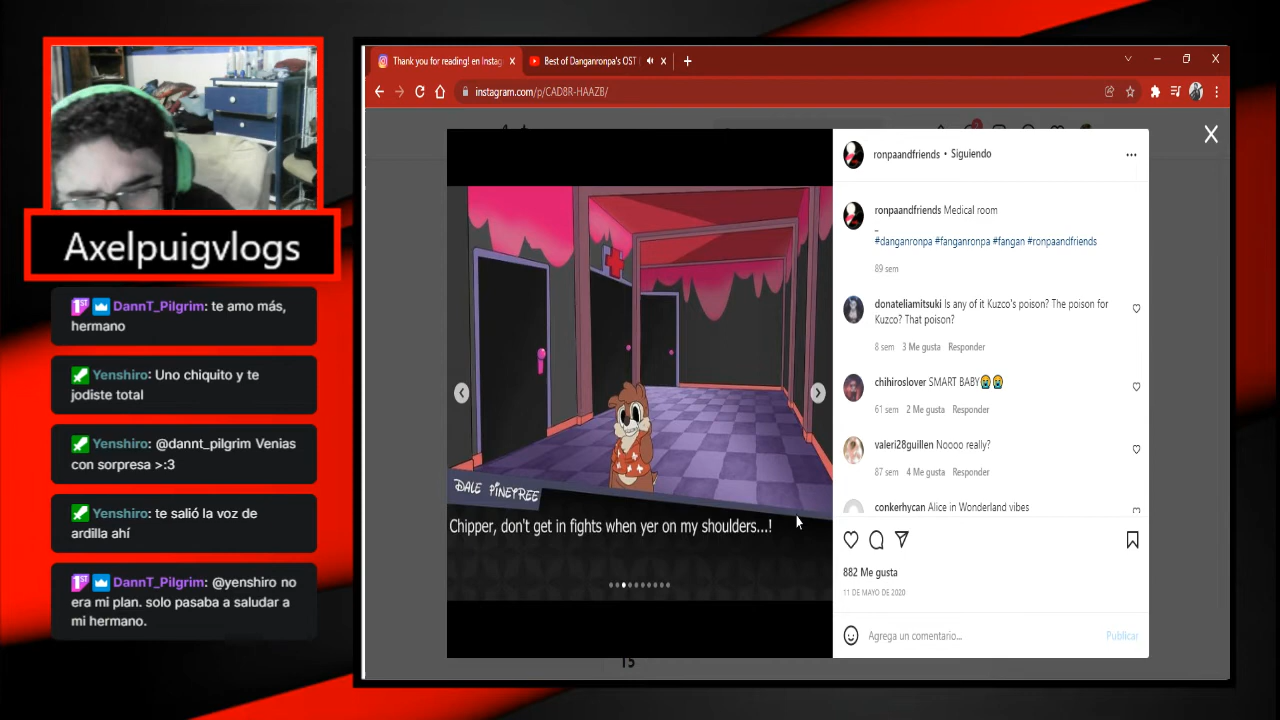 Axelpuigvlogs
DannT_Pilgrim: te amo más,
hermano
Yenshiro: Uno chiquito y te
jodiste total
Yenshiro: @dannt_pilgrim Venias
con sorpresa >:3
Yenshiro: te salió la voz de
ardilla ahí
DannT_Pilgrim: @yenshiro no
era mi plan. solo pasaba a saludar a
mi hermano.
Thank you for reading! en Instag
Best of Danganronpa's OST
instagram.com/p/CAD8R-HAAZB/
DALE PINETREE
Chipper, don't get in fights when yer on my shoulders...!
ronpaandfriends • Siguiendo
ronpaandfriends Medical room
_
#danganronpa #fanganronpa #fangan #ronpaandfriends
89 sem
donateliamitsuki Is any of it Kuzco's poison? The poison for
Kuzco? That poison?
8 sem 3 Me gusta Responder
chihiroslover SMART BABY😭😭
61 sem 2 Me gusta Responder
valeri28guillen Noooo really?
87 sem 4 Me gusta Responder
conkerhycan Alice in Wonderland vibes
882 Me gusta
11 DE MAYO DE 2020
Agrega un comentario...
Publicar
15